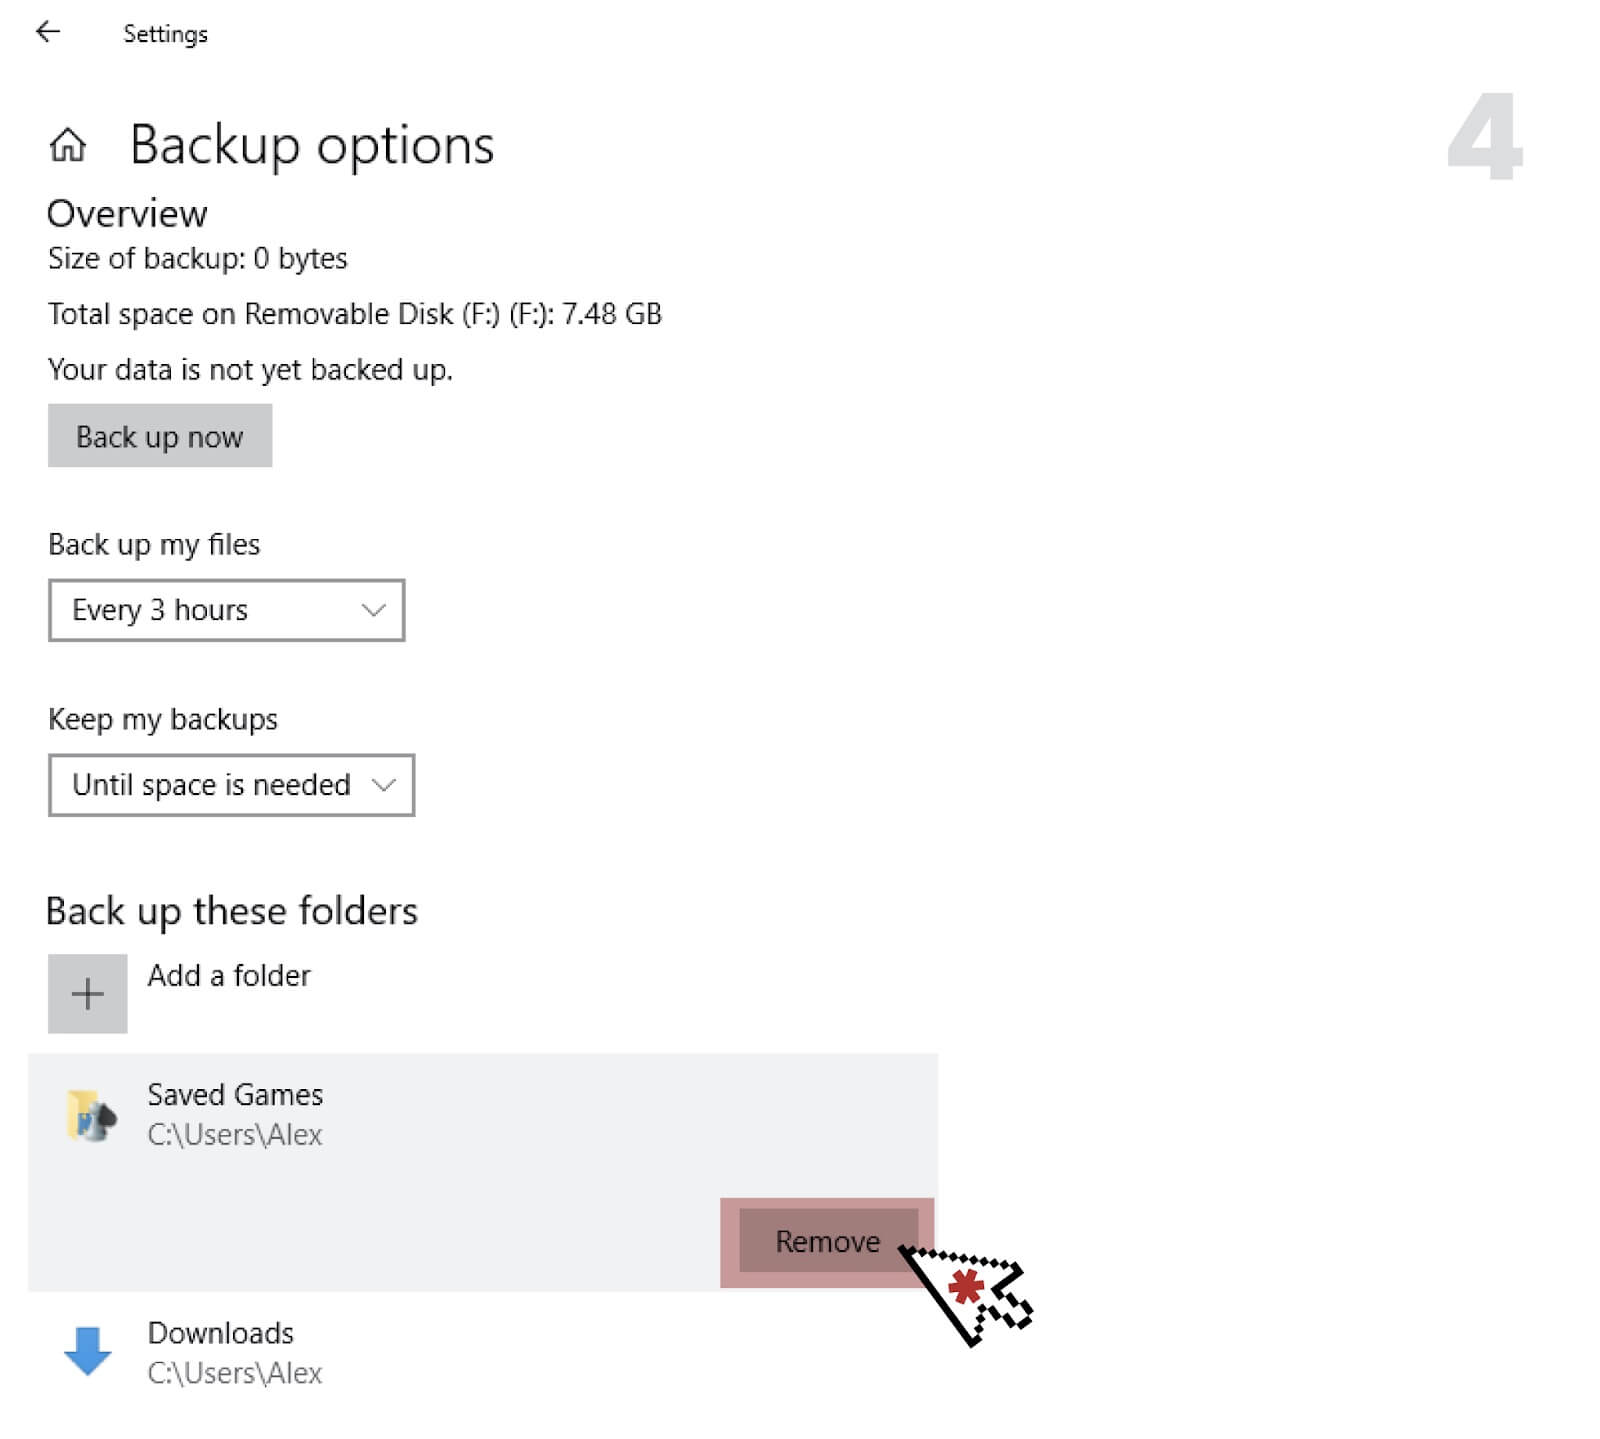 Settings
4
Backup options
Overview
Size of backup: 0 bytes
Total space on Removable Disk (F:) (F:): 7.48 GB
Your data is not yet backed up.
Back up now
Back up my files
Every 3 hours
Keep my backups
Until space is needed
Back up these folders
Add a folder
Saved Games
C:\Users\Alex
Remove
Downloads
C:\Users\Alex